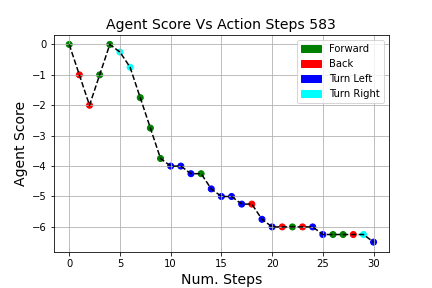 Agent Score Vs Action Steps 583
Forward
Back
Turn Left
Turn Right
Agent Score
0
−1
−2
−3
−4
−5
−6
0 5 10 15 20 25 30
Num. Steps